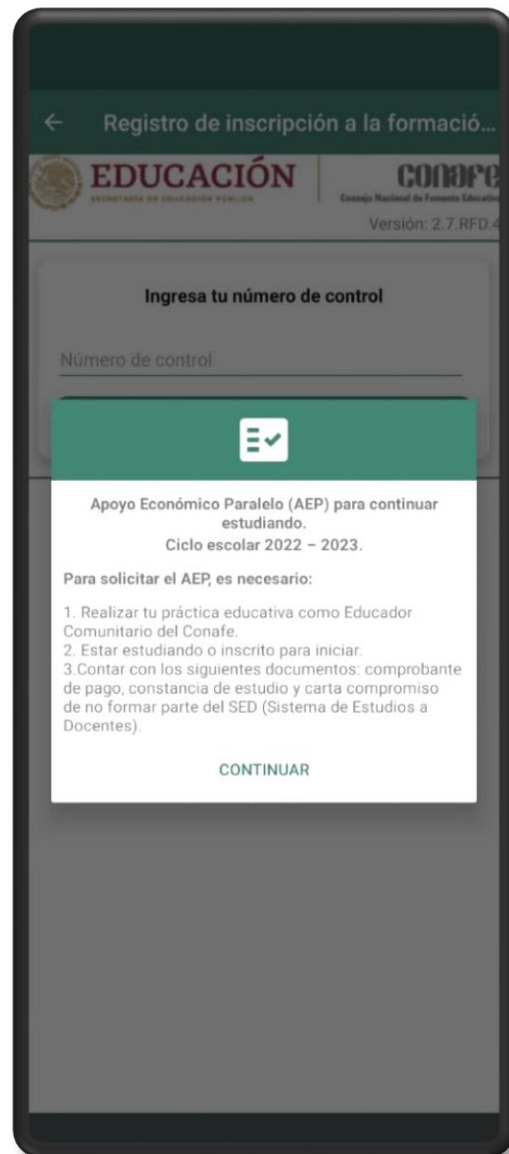 Registro de inscripción a la formació...
EDUCACIÓN
SECRETARÍA DE EDUCACIÓN PÚBLICA
conafe
Consejo Nacional de Fomento Educativo
Versión: 2.7.RFD.4
Ingresa tu número de control
Número de control
Apoyo Económico Paralelo (AEP) para continuar
estudiando.
Ciclo escolar 2022 – 2023.
Para solicitar el AEP, es necesario:
1. Realizar tu práctica educativa como Educador
Comunitario del Conafe.
2. Estar estudiando o inscrito para iniciar.
3.Contar con los siguientes documentos: comprobante
de pago, constancia de estudio y carta compromiso
de no formar parte del SED (Sistema de Estudios a
Docentes).
CONTINUAR